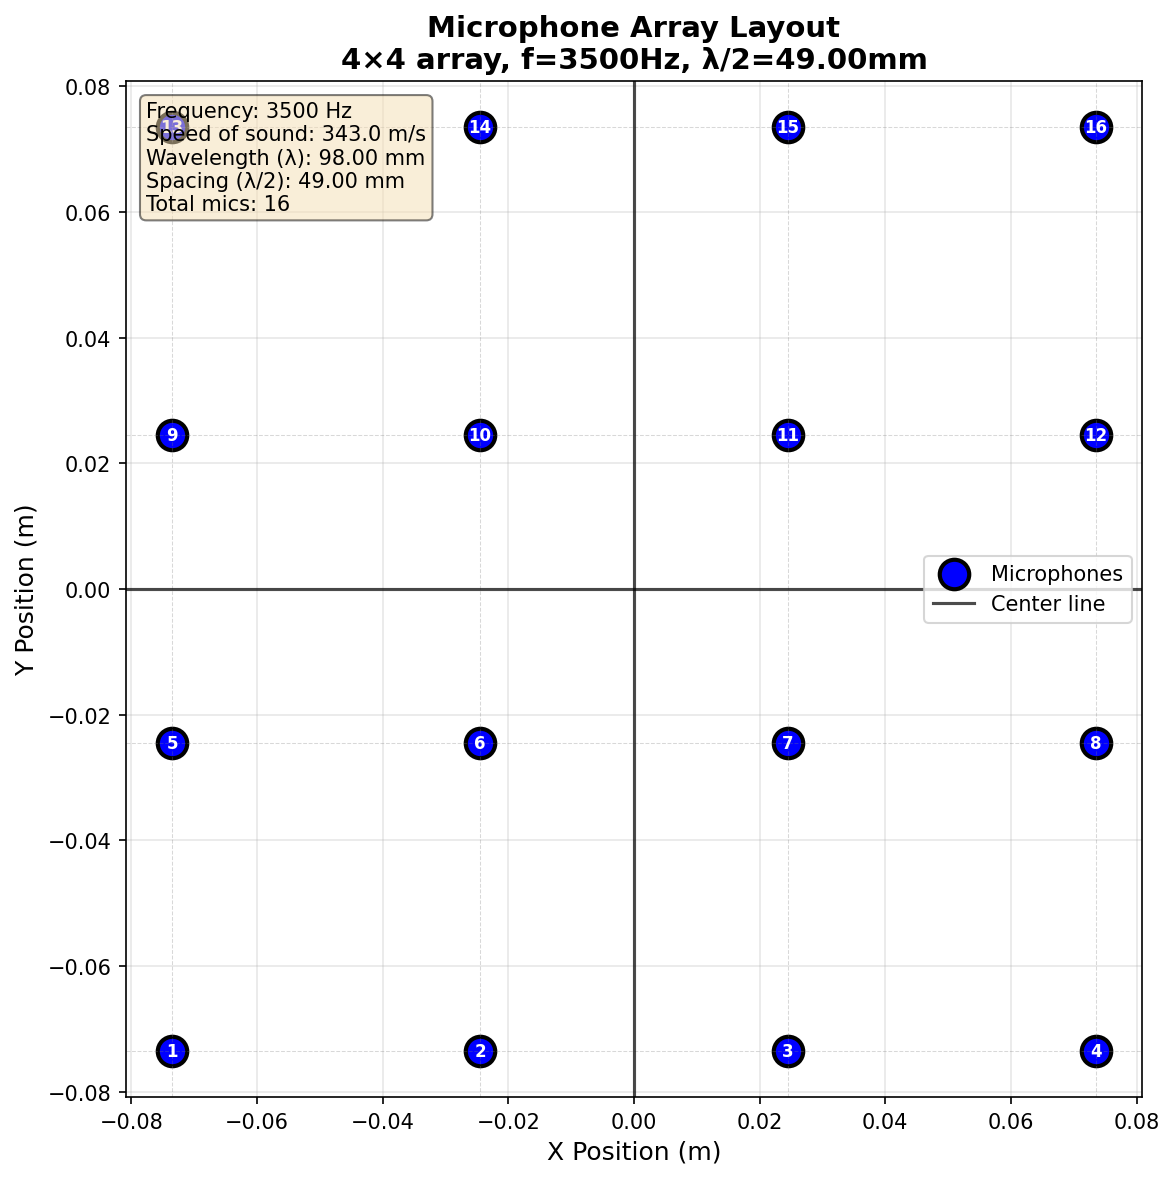 Microphone Array Layout
4×4 array, f=3500Hz, λ/2=49.00mm
Frequency: 3500 Hz
Speed of sound: 343.0 m/s
Wavelength (λ): 98.00 mm
Spacing (λ/2): 49.00 mm
Total mics: 16
13 14 15 16
9 10 11 12
5 6 7 8
1 2 3 4
Microphones
Center line
Y Position (m)
0.08
0.06
0.04
0.02
0.00
−0.02
−0.04
−0.06
−0.08
−0.08 −0.06 −0.04 −0.02 0.00 0.02 0.04 0.06 0.08
X Position (m)